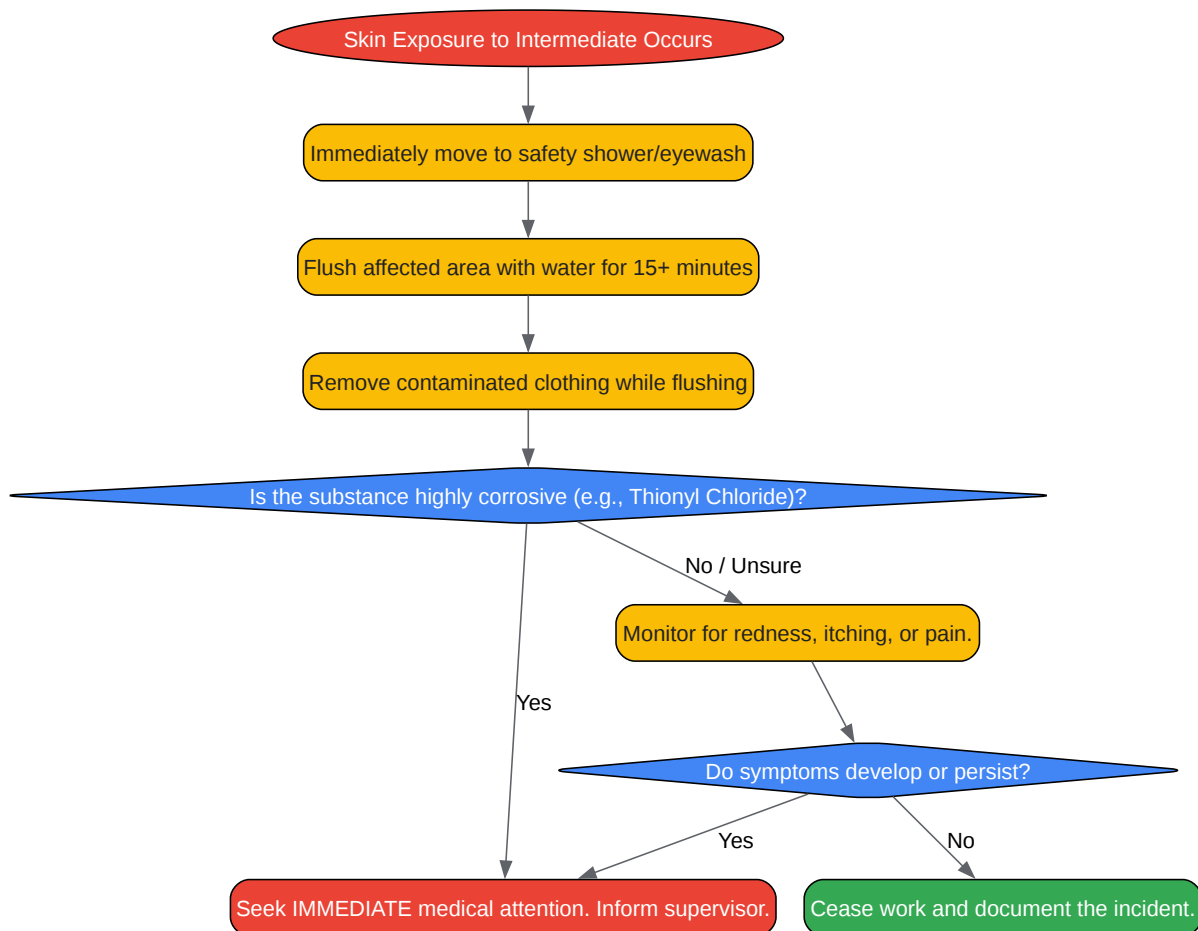 Skin Exposure to Intermediate Occurs
Immediately move to safety shower/eyewash
Flush affected area with water for 15+ minutes
Remove contaminated clothing while flushing
Is the substance highly corrosive (e.g., Thionyl Chloride)?
No / Unsure
Monitor for redness, itching, or pain.
Yes
Do symptoms develop or persist?
Yes
No
Seek IMMEDIATE medical attention. Inform supervisor.
Cease work and document the incident.